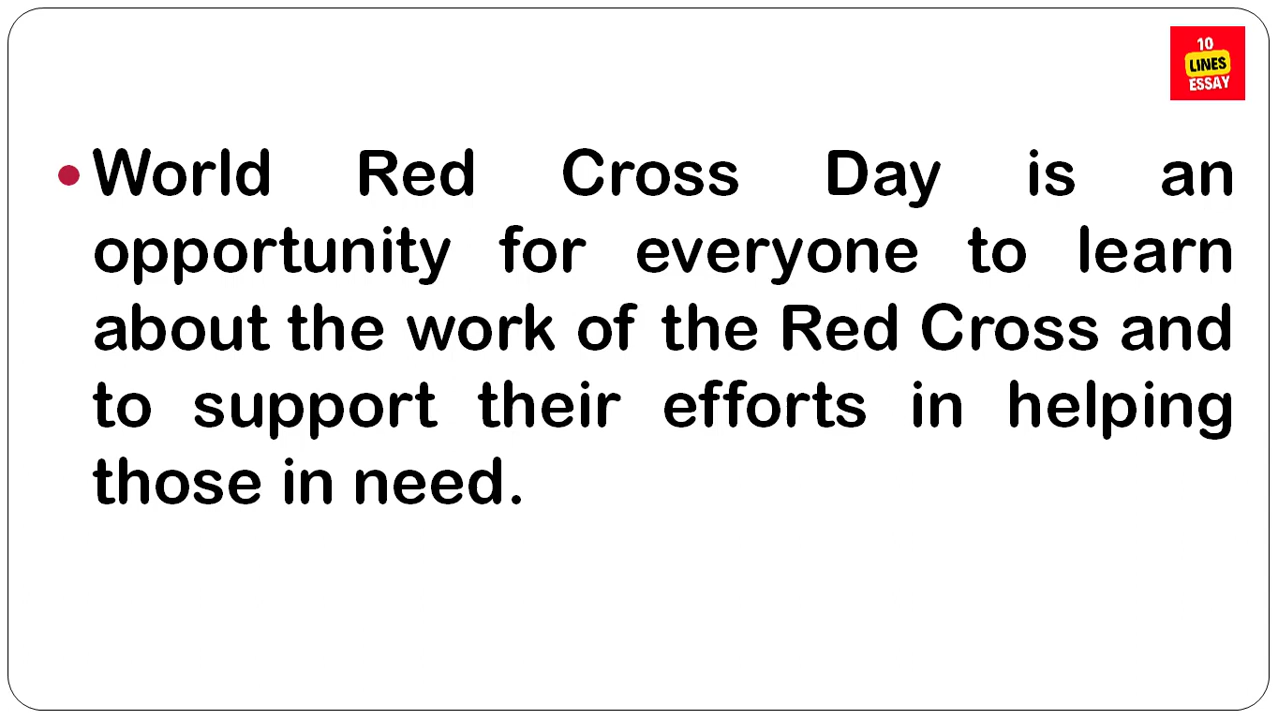 10
LINES
ESSAY
• World Red Cross Day is an
opportunity for everyone to learn
about the work of the Red Cross and
to support their efforts in helping
those in need.